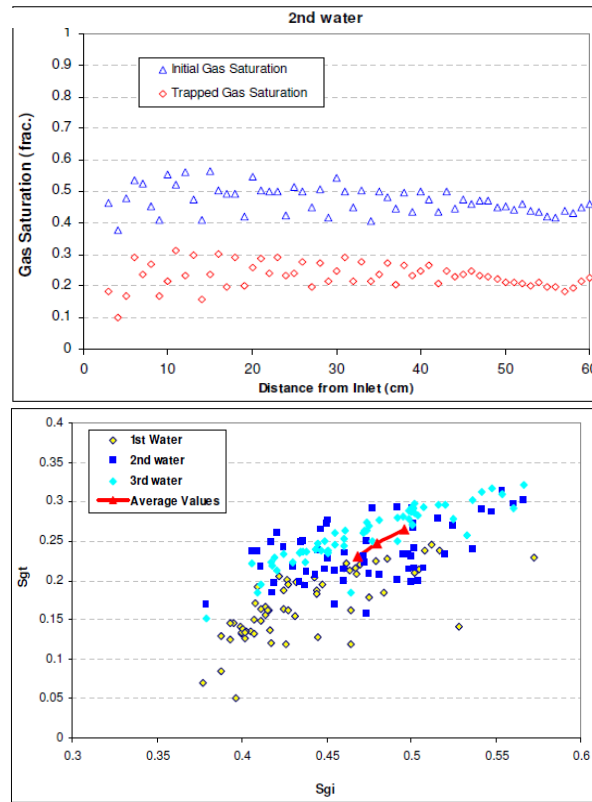 2nd water
1
0.9
0.8
0.7
0.6
0.5
0.4
0.3
0.2
0.1
0
Gas Saturation (frac.)
Initial Gas Saturation
Trapped Gas Saturation
0 10 20 30 40 50 60
Distance from Inlet (cm)
0.4
0.35
0.3
0.25
0.2
0.15
0.1
0.05
0
Sgt
1st Water
2nd water
3rd water
Average Values
0.3 0.35 0.4 0.45 0.5 0.55 0.6
Sgi